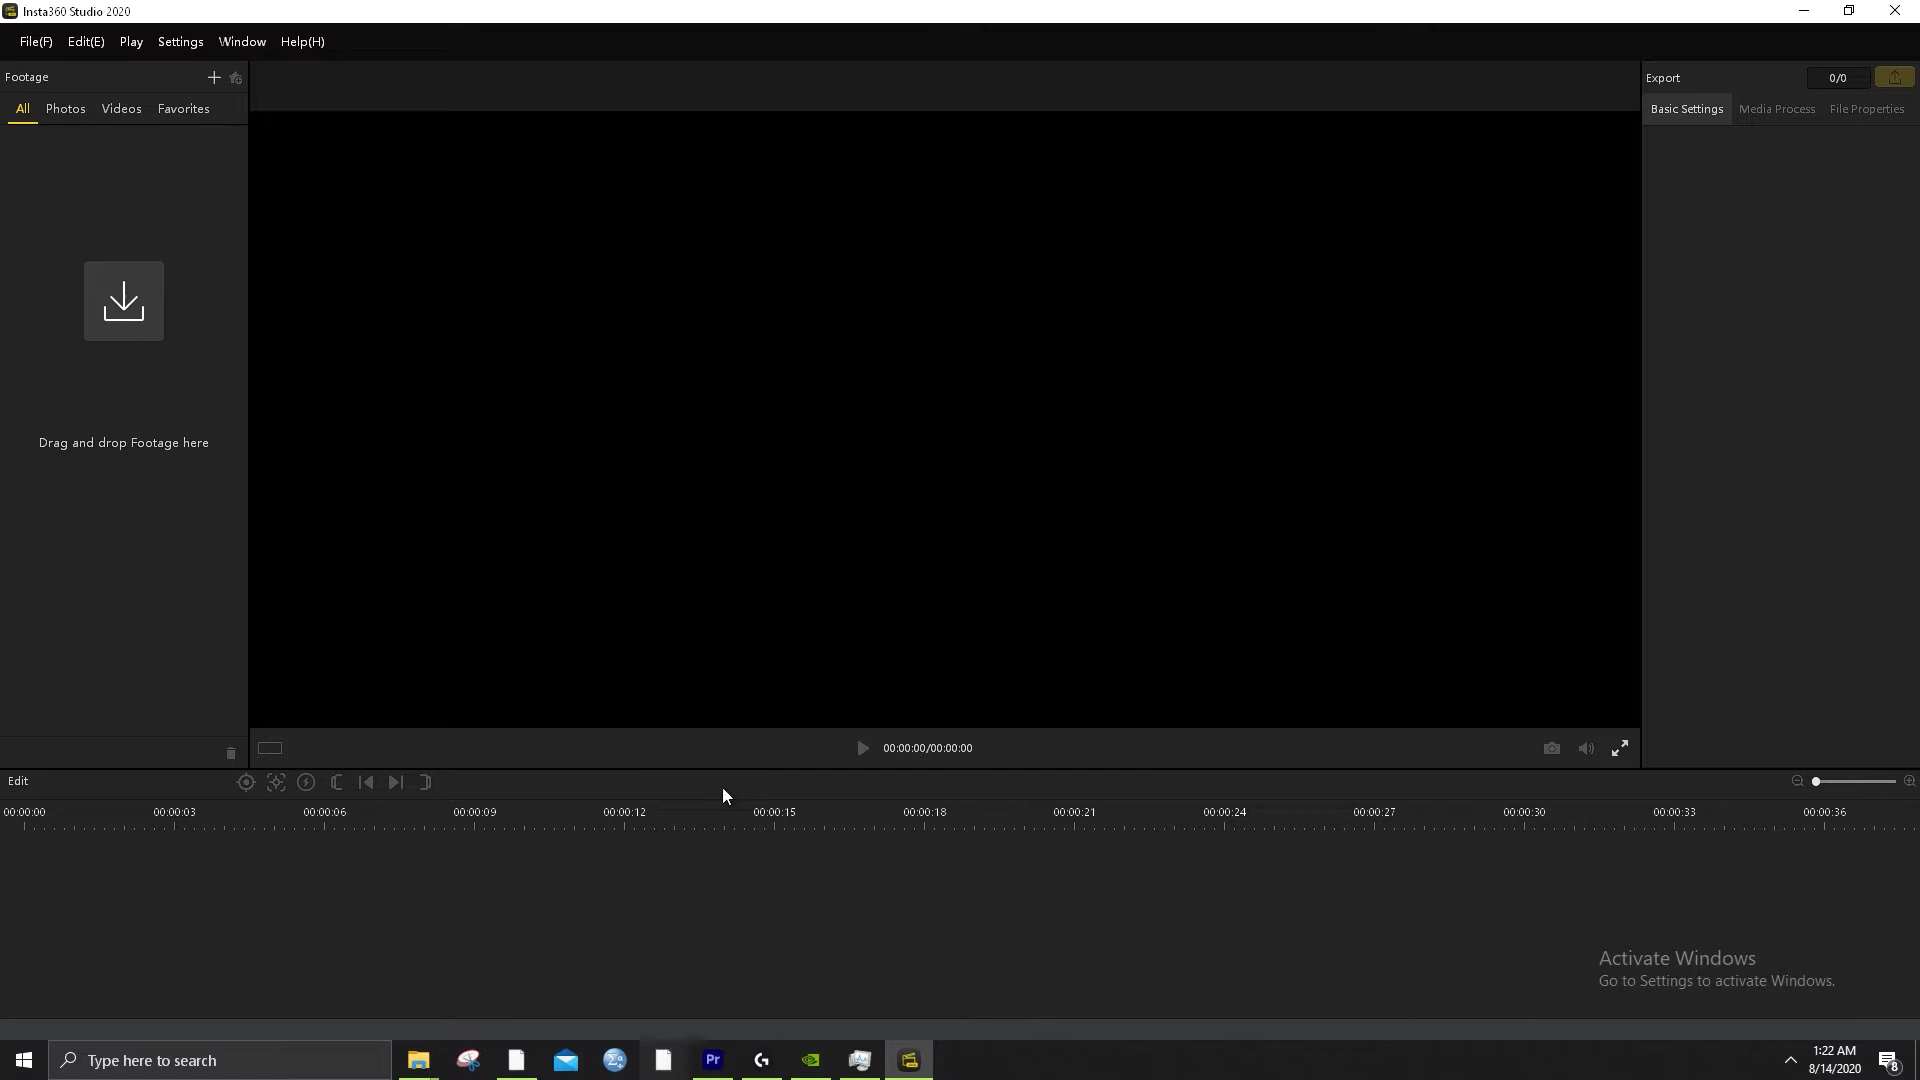 Insta360 Studio 2020
File(F) Edit(E) Play Settings Window Help(H)
Footage
All Photos Videos Favorites
Drag and drop Footage here
Export 0/0
Basic Settings Media Process File Properties
00:00:00/00:00:00
Edit
00:00:00 00:00:03 00:00:06 00:00:09 00:00:12 00:00:15 00:00:18 00:00:21 00:00:24 00:00:27 00:00:30 00:00:33 00:00:36
Activate Windows
Go to Settings to activate Windows.
Type here to search
Pr
1:22 AM
8/14/2020
8